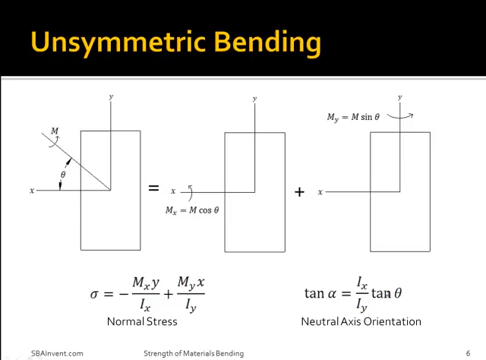 Unsymmetric Bending
y
M
θ
x
=
y
x
M_x = M cos θ
+
y
M_y = M sin θ
x
σ = −M_x y / I_x + M_y x / I_y
Normal Stress
tan α = I_x / I_y tan θ
Neutral Axis Orientation
SBAInvent.com
Strength of Materials Bending
6